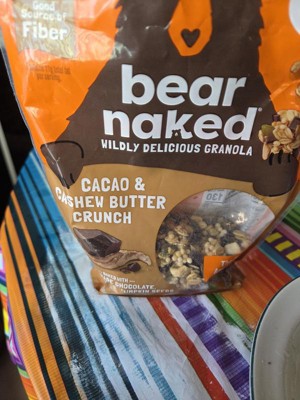 Good
Source of
Fiber
bear
naked®
WILDLY DELICIOUS GRANOLA
CACAO &
CASHEW BUTTER
CRUNCH
CHOCOLATE